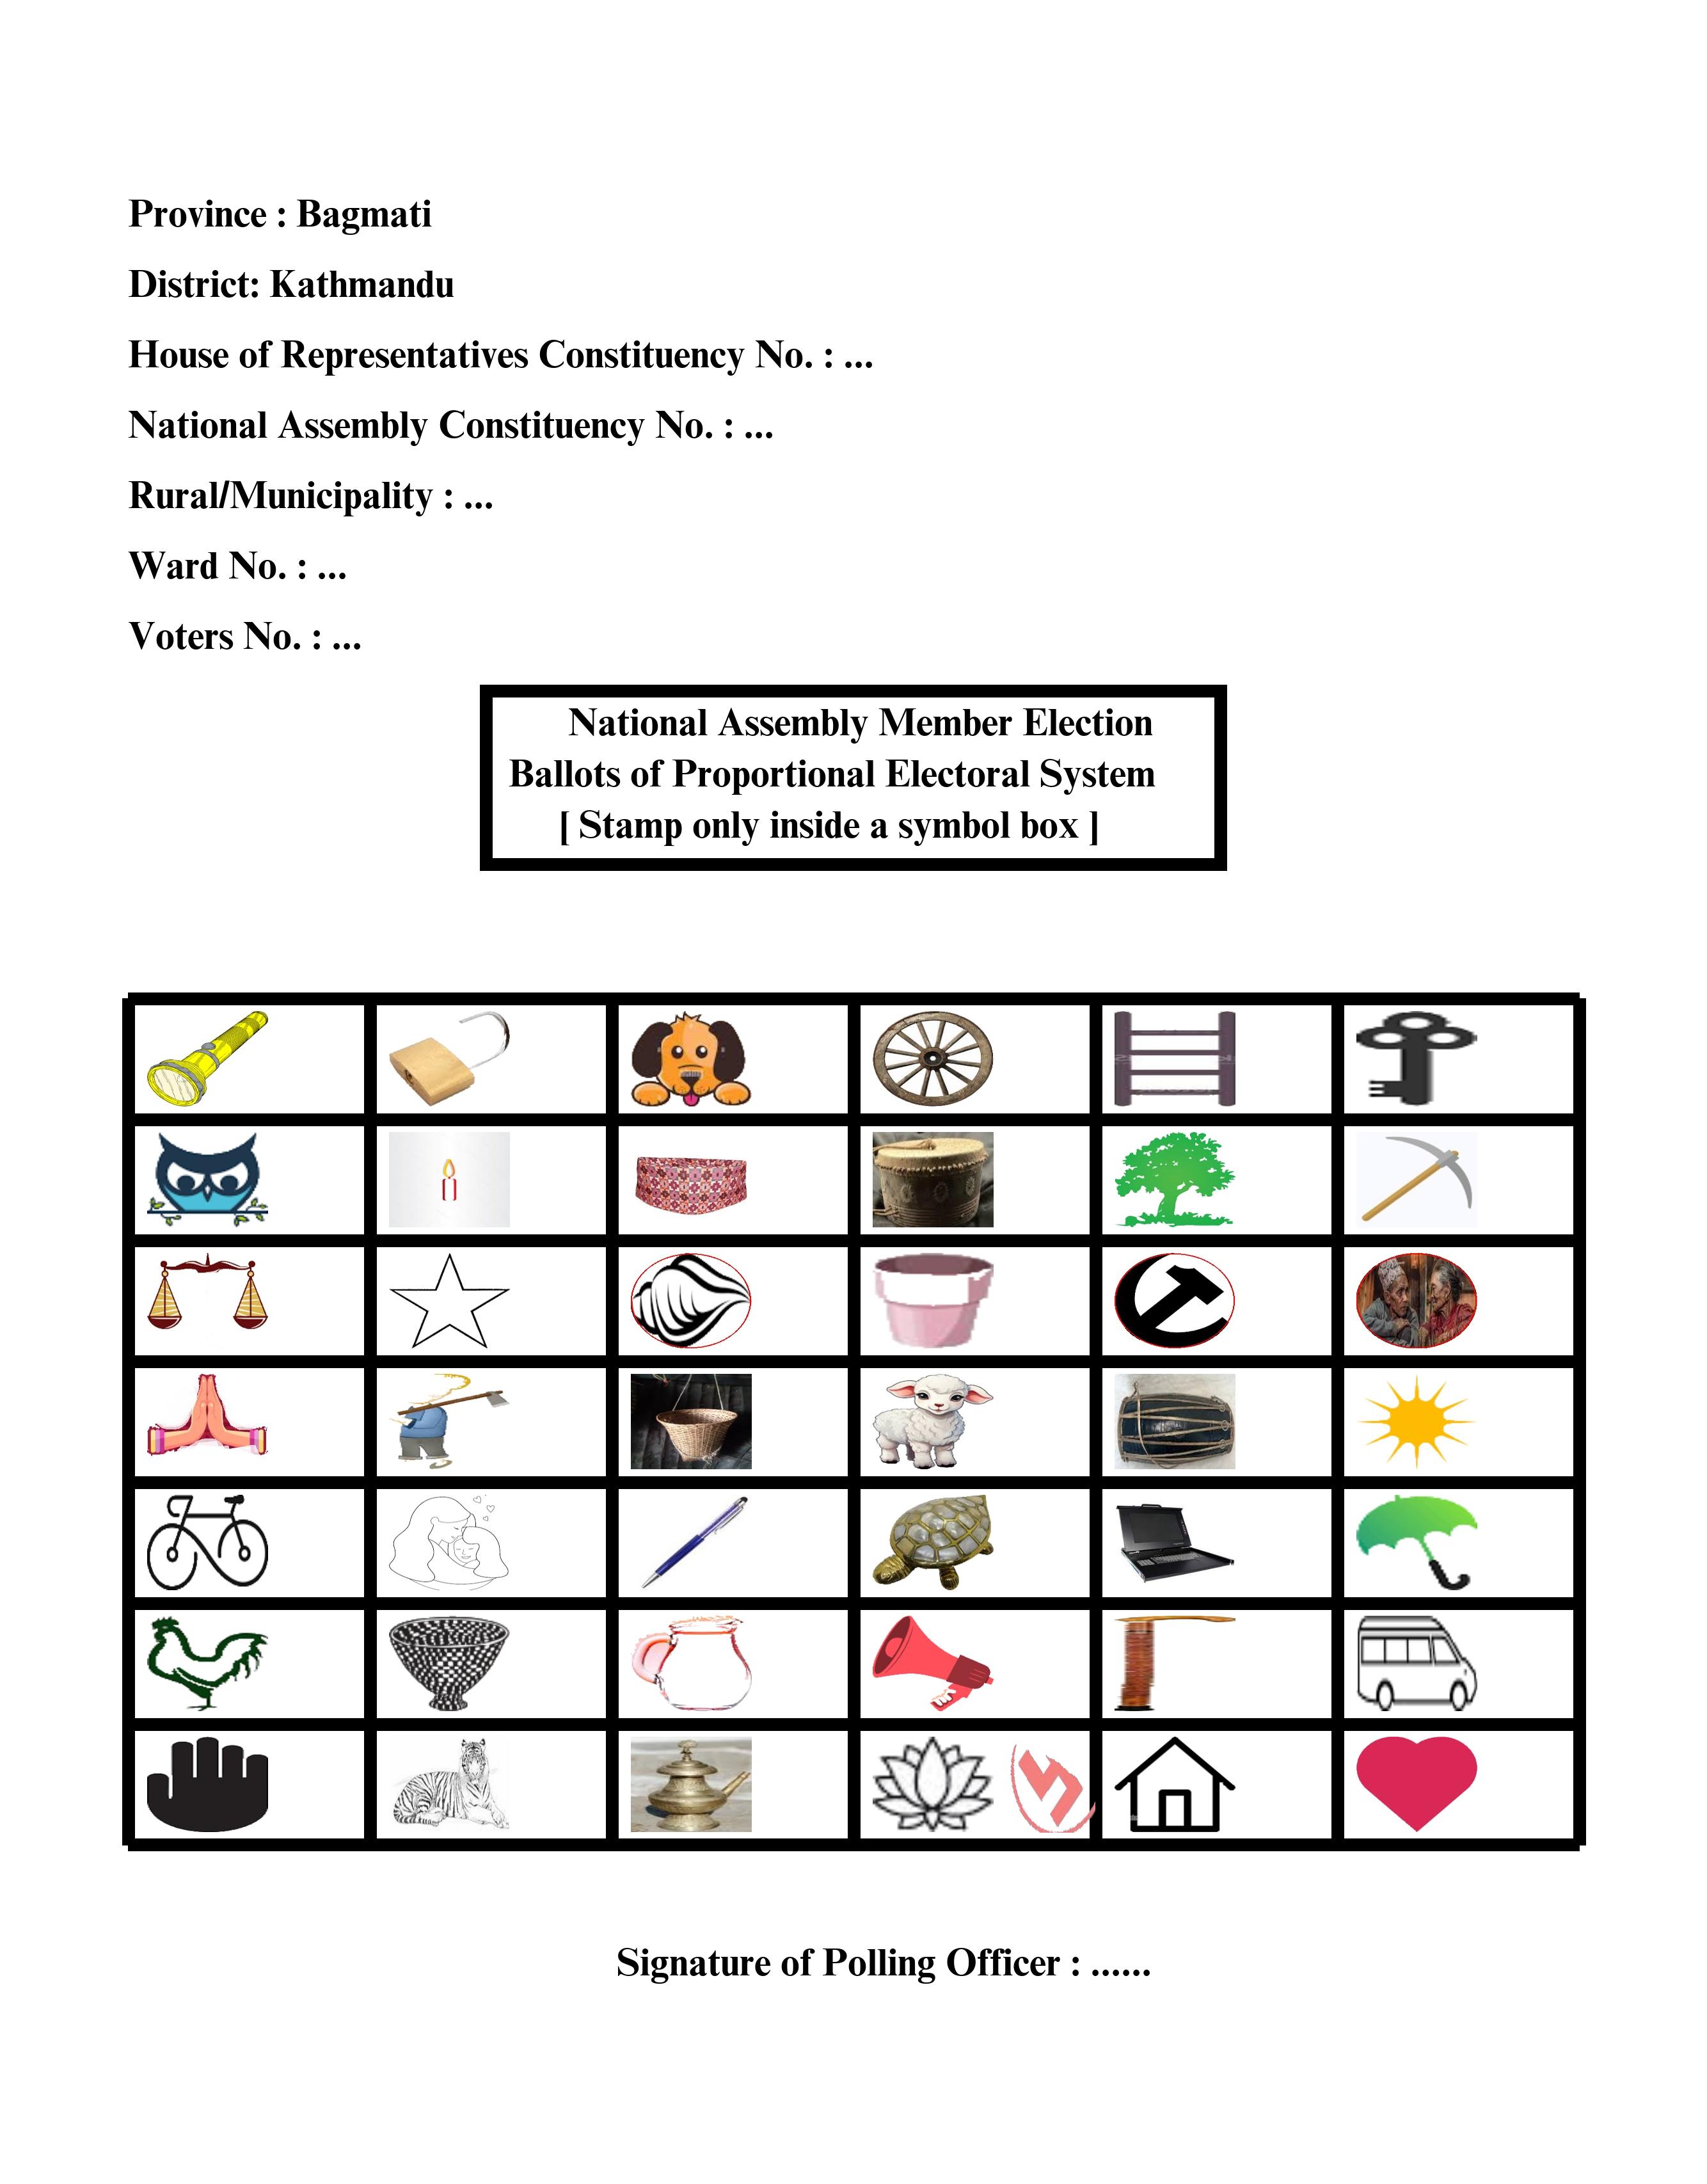 Province : Bagmati
District: Kathmandu
House of Representatives Constituency No. : ...
National Assembly Constituency No. : ...
Rural/Municipality : ...
Ward No. : ...
Voters No. : ...
National Assembly Member Election
Ballots of Proportional Electoral System
[ Stamp only inside a symbol box ]
Signature of Polling Officer : ......